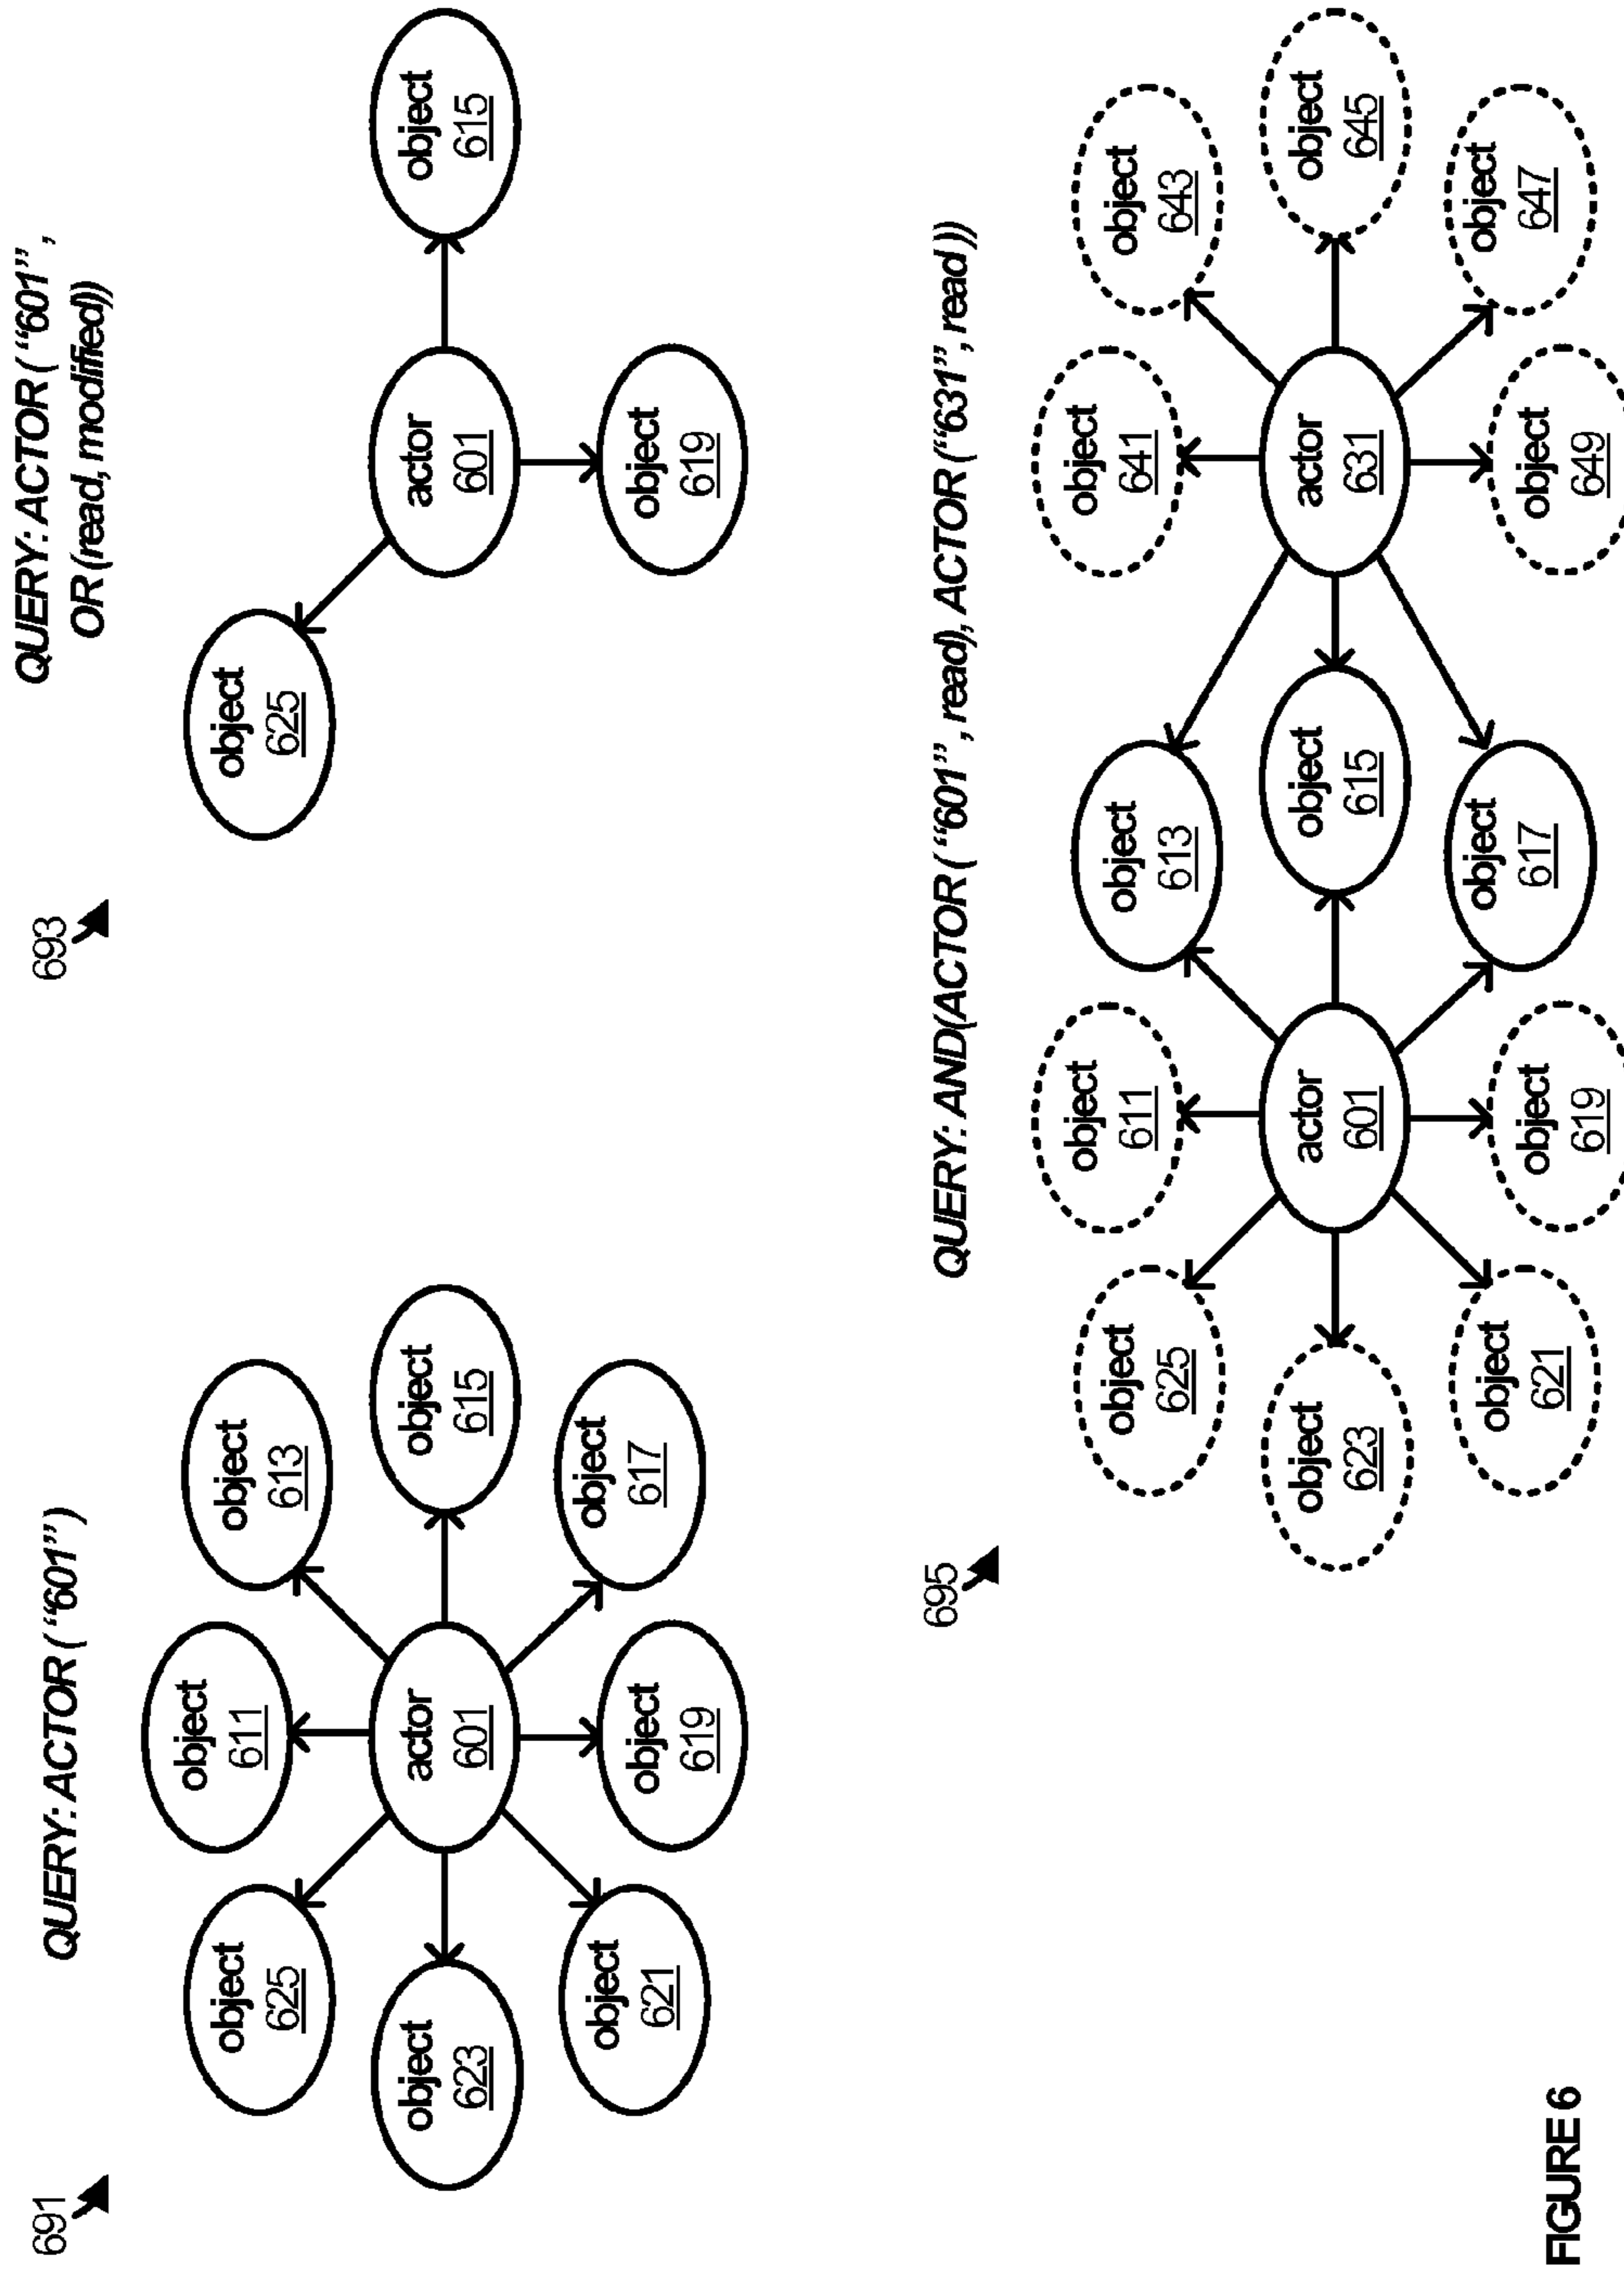 691
QUERY: ACTOR ("601")
object
611
object
625
object
613
object
623
actor
601
object
615
object
621
object
619
object
617
693
QUERY: ACTOR ("601",
OR (read, modified))
object
625
actor
601
object
615
object
619
695
QUERY: AND(ACTOR ("601", read), ACTOR ("631", read))
object
611
object
641
object
625
object
613
object
643
object
623
actor
601
object
615
actor
631
object
645
object
621
object
619
object
617
object
649
object
647
FIGURE 6